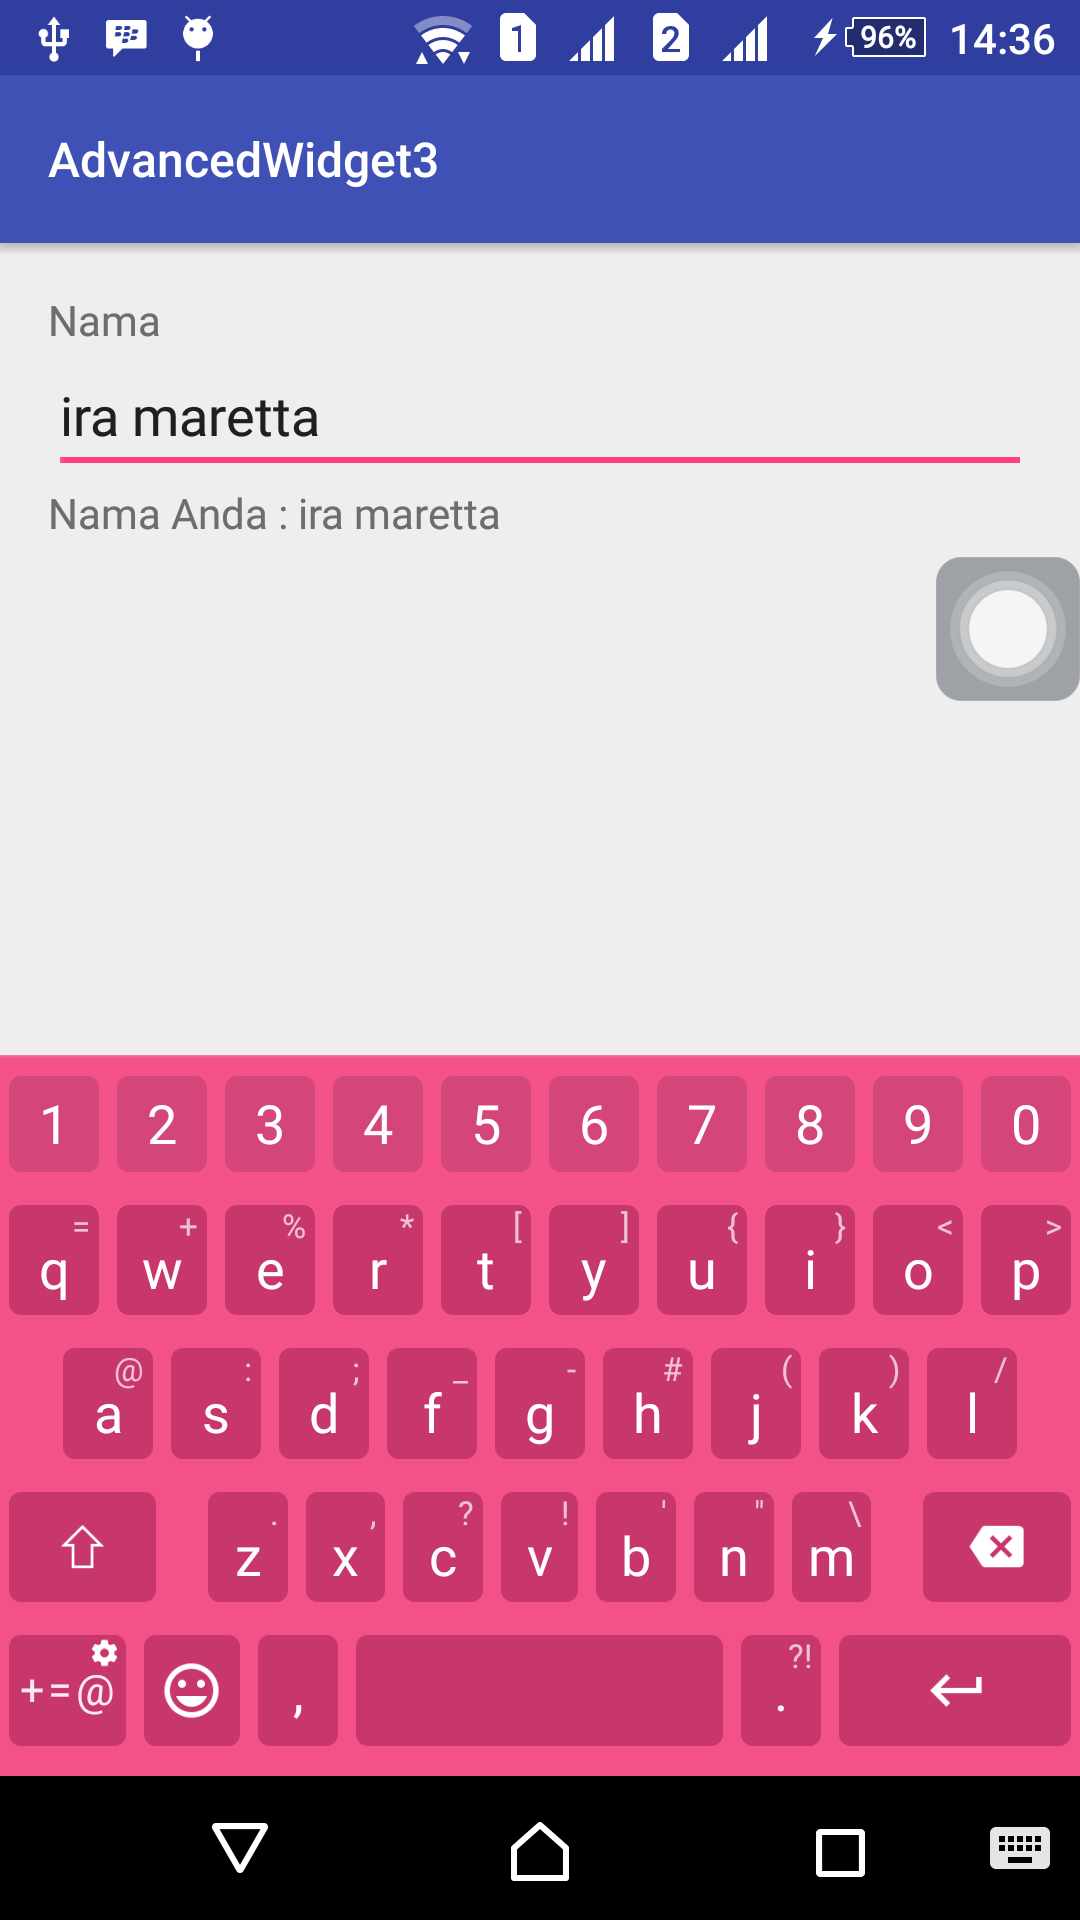 1 2 96% 14:36
AdvancedWidget3
Nama
ira maretta
Nama Anda : ira maretta
1 2 3 4 5 6 7 8 9 0
= + % * [ ] { } < >
q w e r t y u i o p
@ : ; _ - # ( ) /
a s d f g h j k l
. , ? ! ' " \
z x c v b n m
?!
+=@ , .